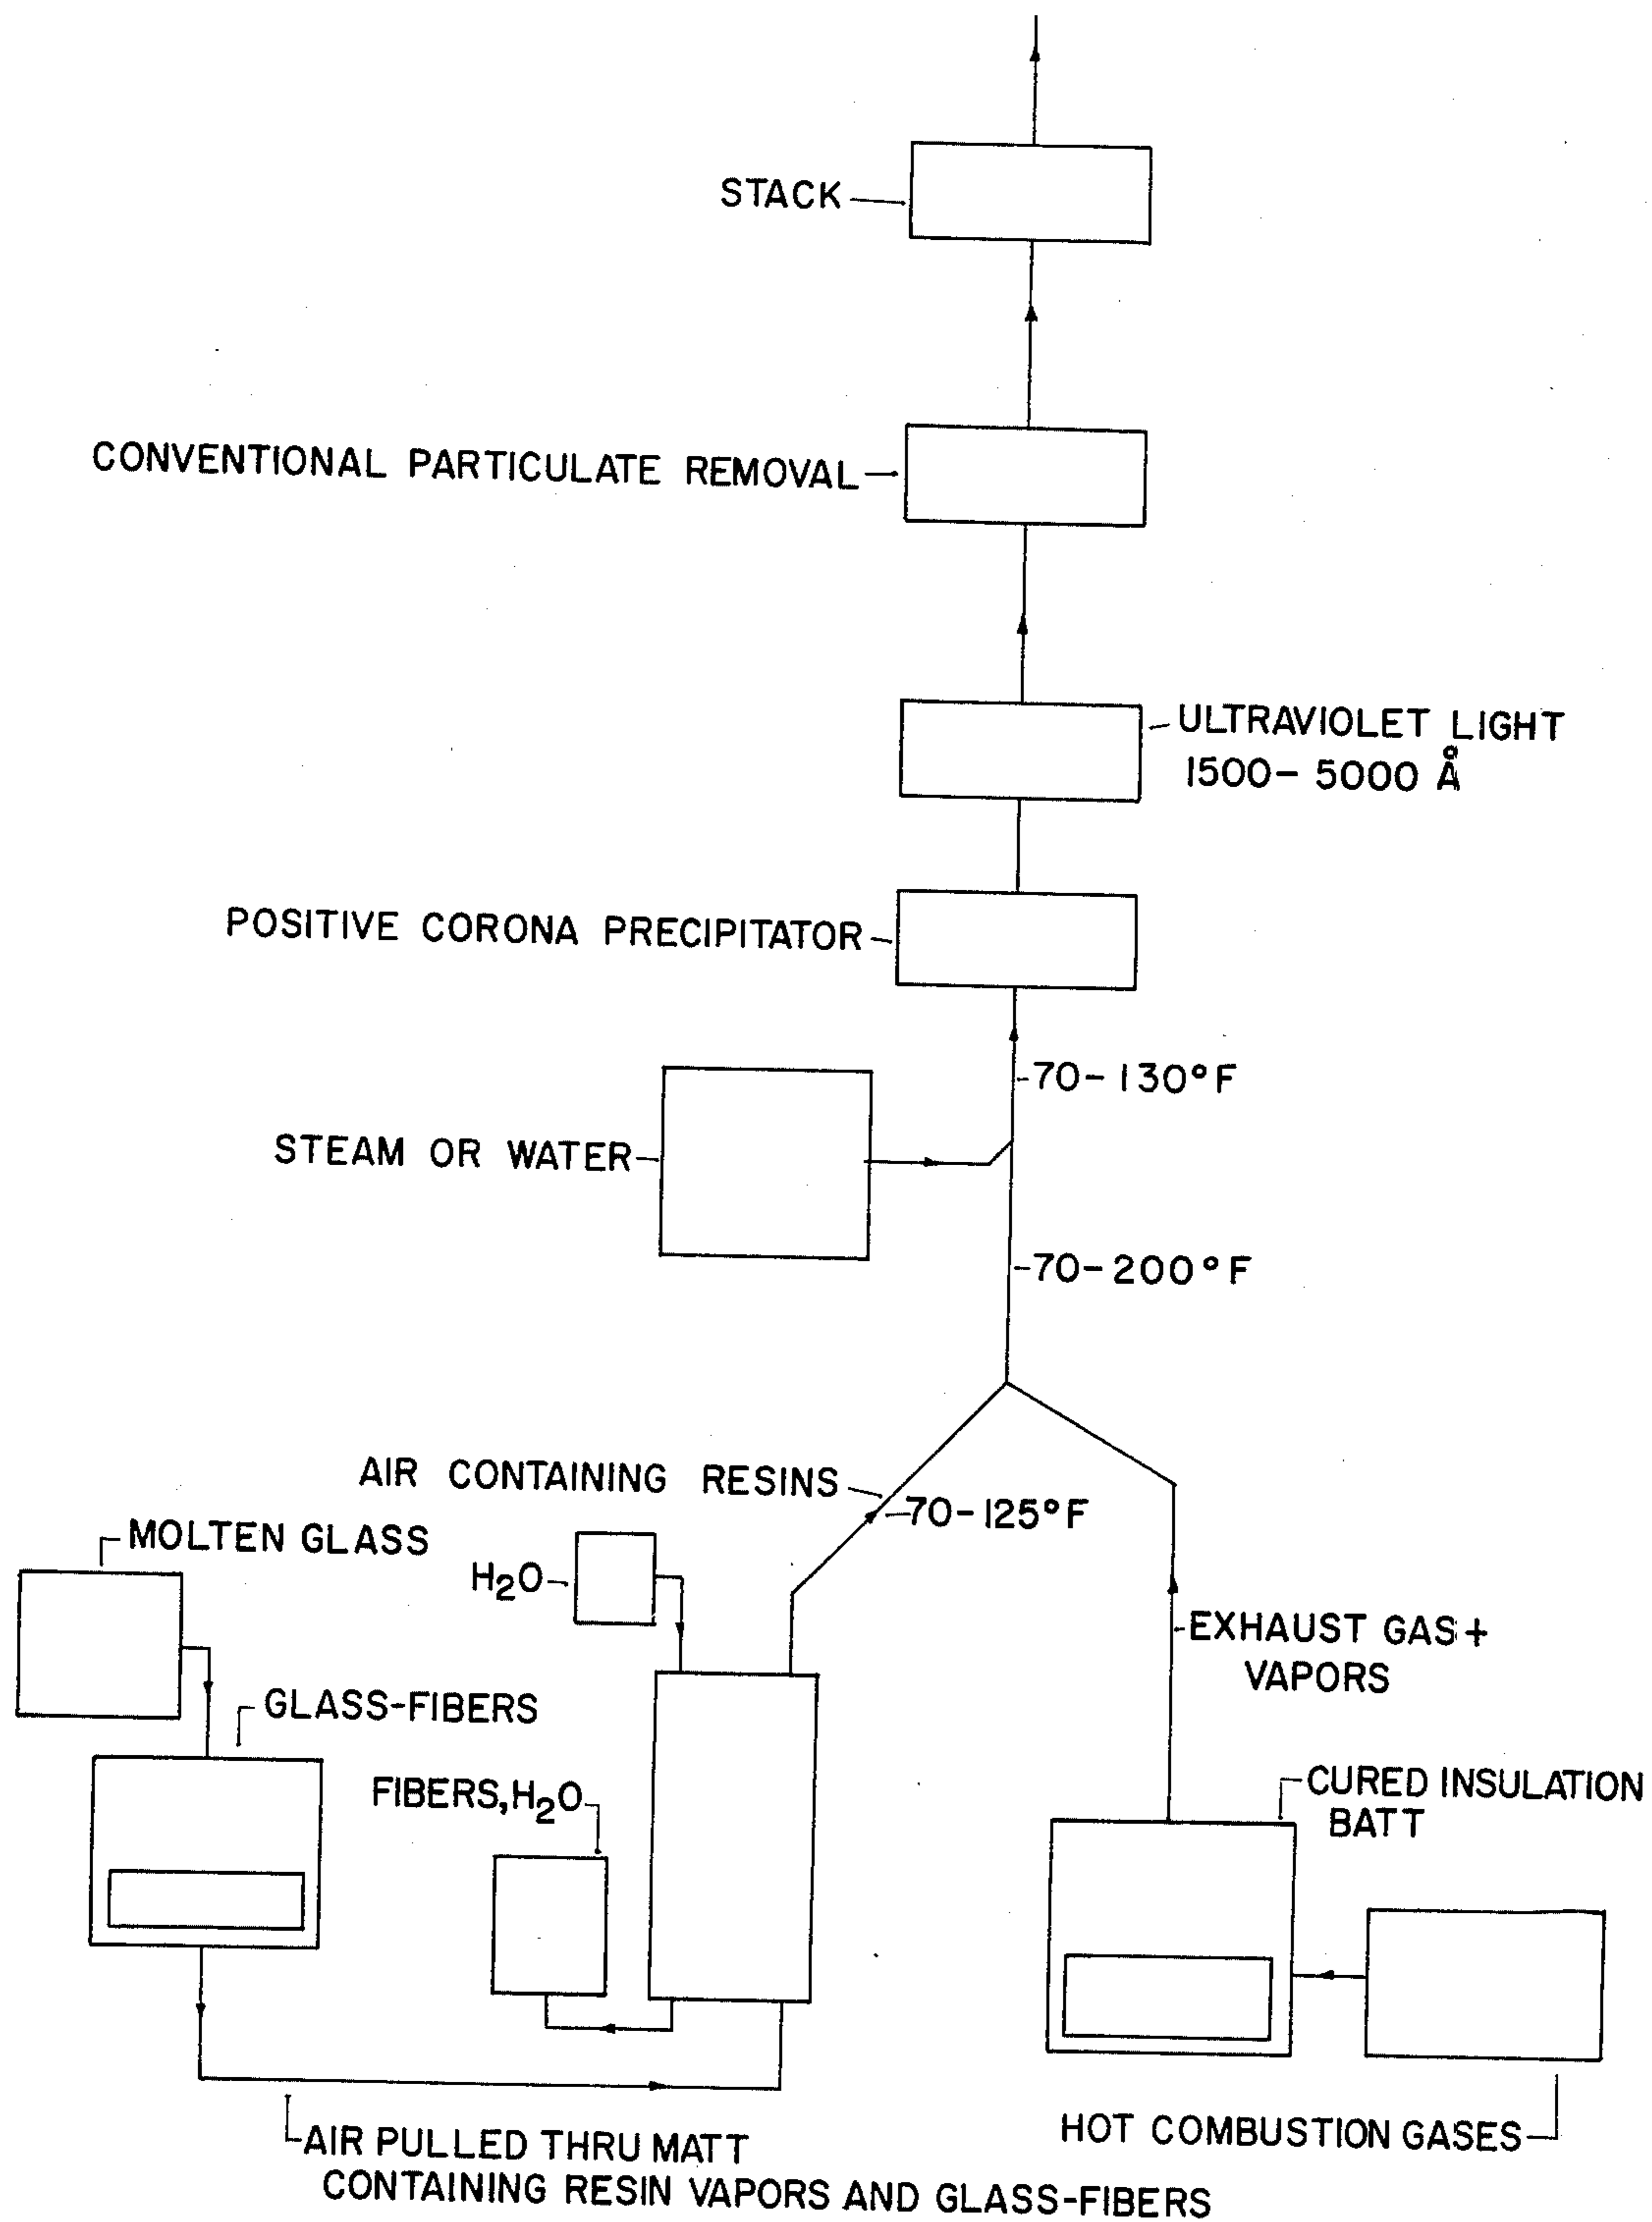 STACK
CONVENTIONAL PARTICULATE REMOVAL
ULTRAVIOLET LIGHT
1500-5000 Å
POSITIVE CORONA PRECIPITATOR
70-130°F
STEAM OR WATER
70-200°F
AIR CONTAINING RESINS
70-125°F
MOLTEN GLASS
H₂O
EXHAUST GAS+
VAPORS
GLASS-FIBERS
FIBERS,H₂O
CURED INSULATION
BATT
HOT COMBUSTION GASES
AIR PULLED THRU MATT
CONTAINING RESIN VAPORS AND GLASS-FIBERS